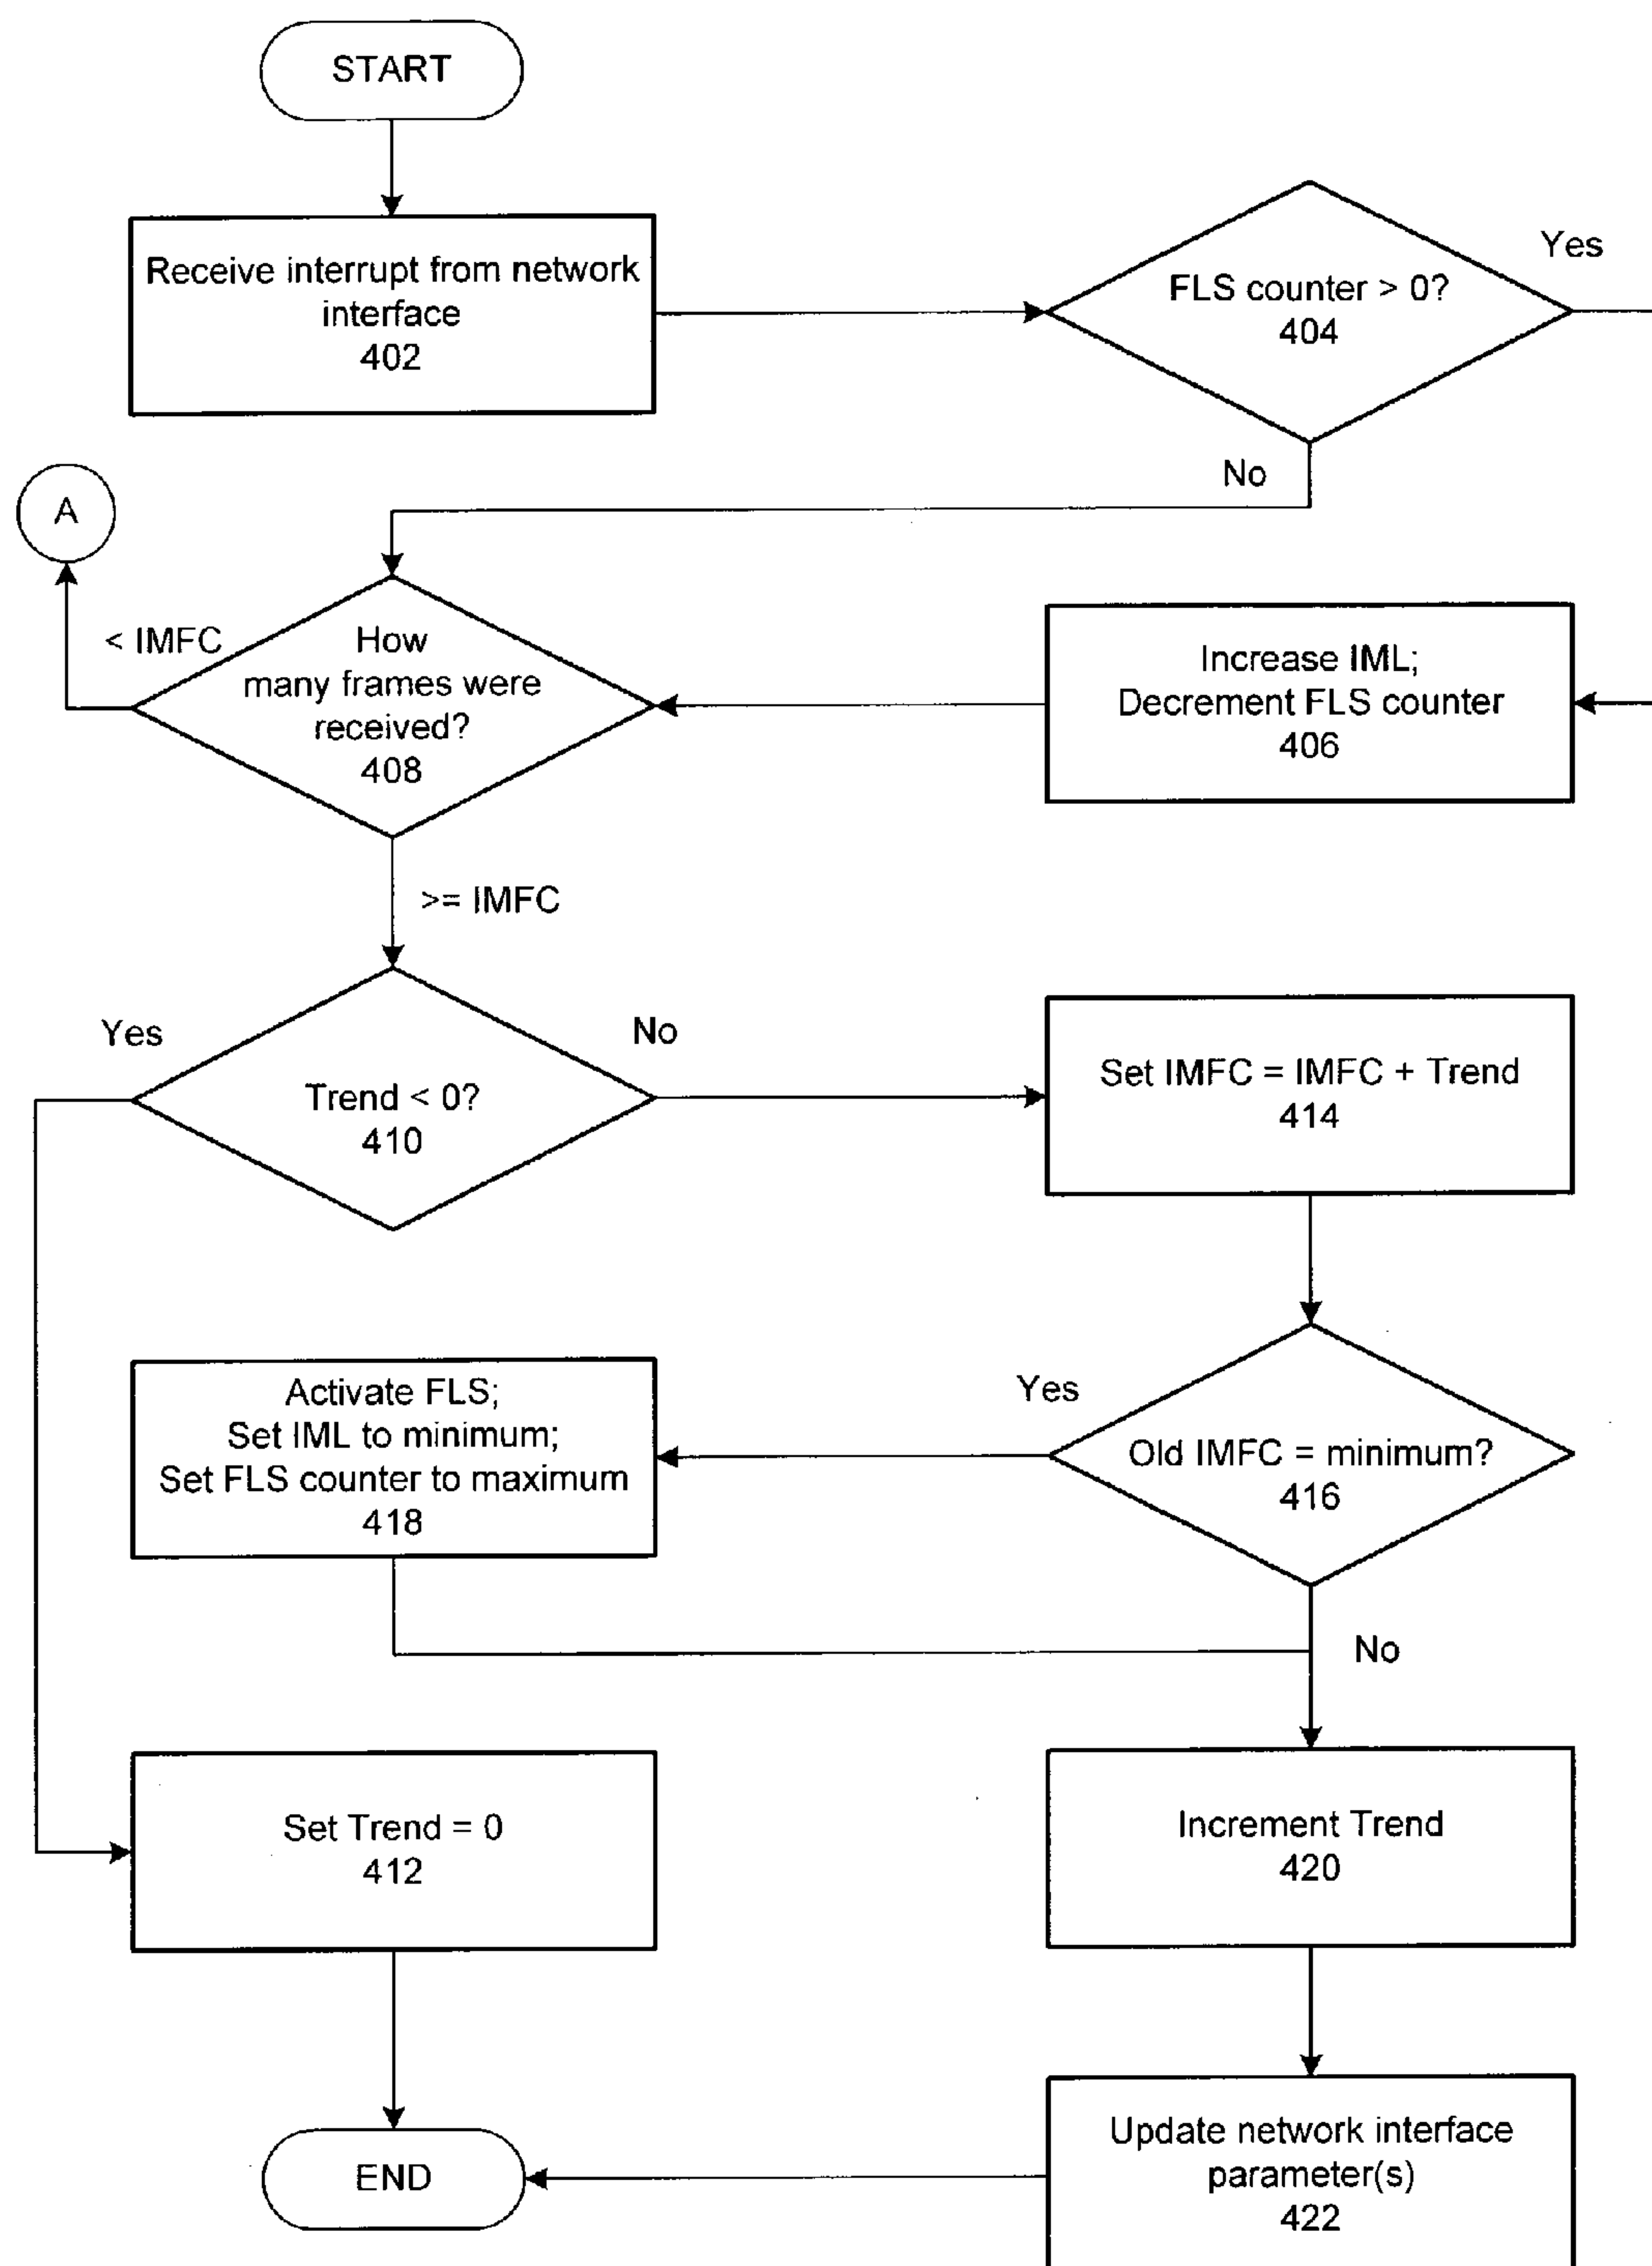 START
Receive interrupt from network
interface
402
FLS counter > 0?
404
Yes
No
A
< IMFC
How
many frames were
received?
408
Increase IML;
Decrement FLS counter
406
>= IMFC
Yes
No
Trend < 0?
410
Set IMFC = IMFC + Trend
414
Activate FLS;
Set IML to minimum;
Set FLS counter to maximum
418
Yes
Old IMFC = minimum?
416
No
Set Trend = 0
412
Increment Trend
420
END
Update network interface
parameter(s)
422